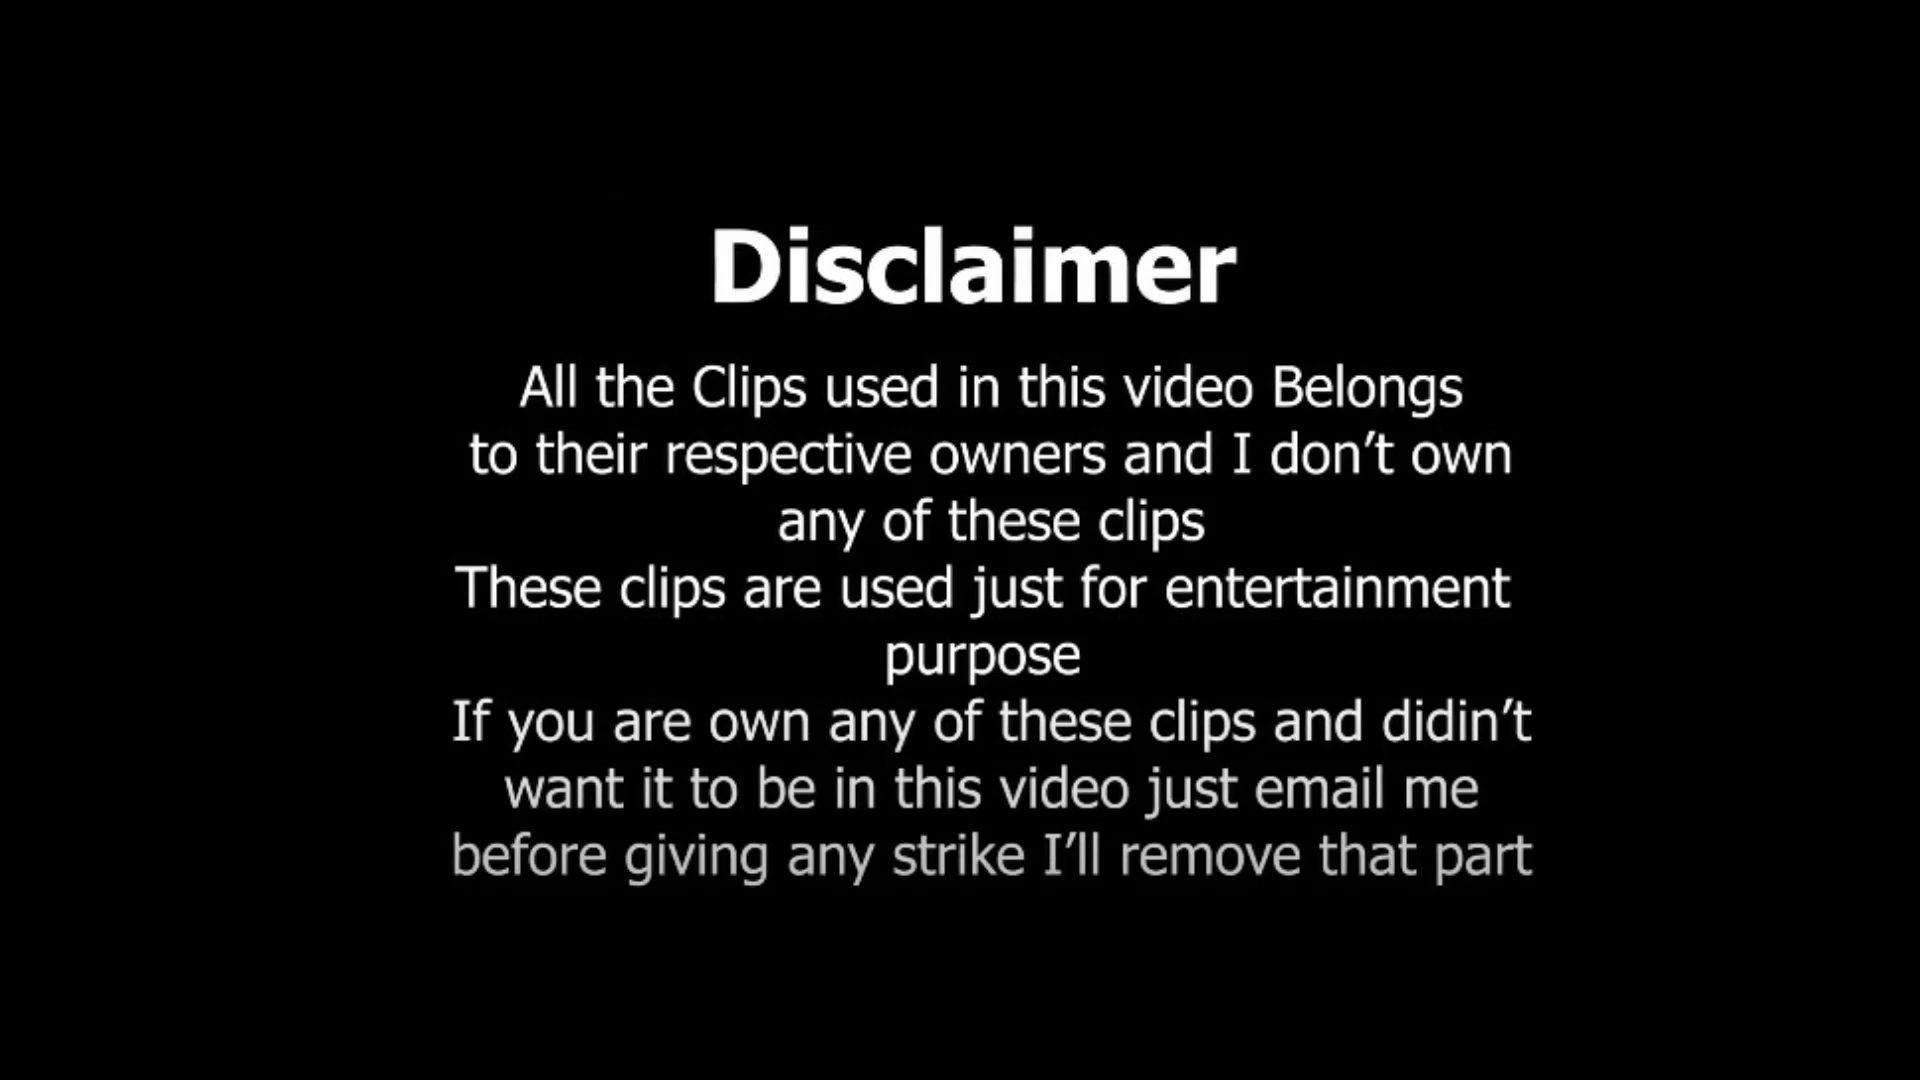 Disclaimer
All the Clips used in this video Belongs
to their respective owners and I don’t own
any of these clips
These clips are used just for entertainment
purpose
If you are own any of these clips and didin’t
want it to be in this video just email me
before giving any strike I’ll remove that part